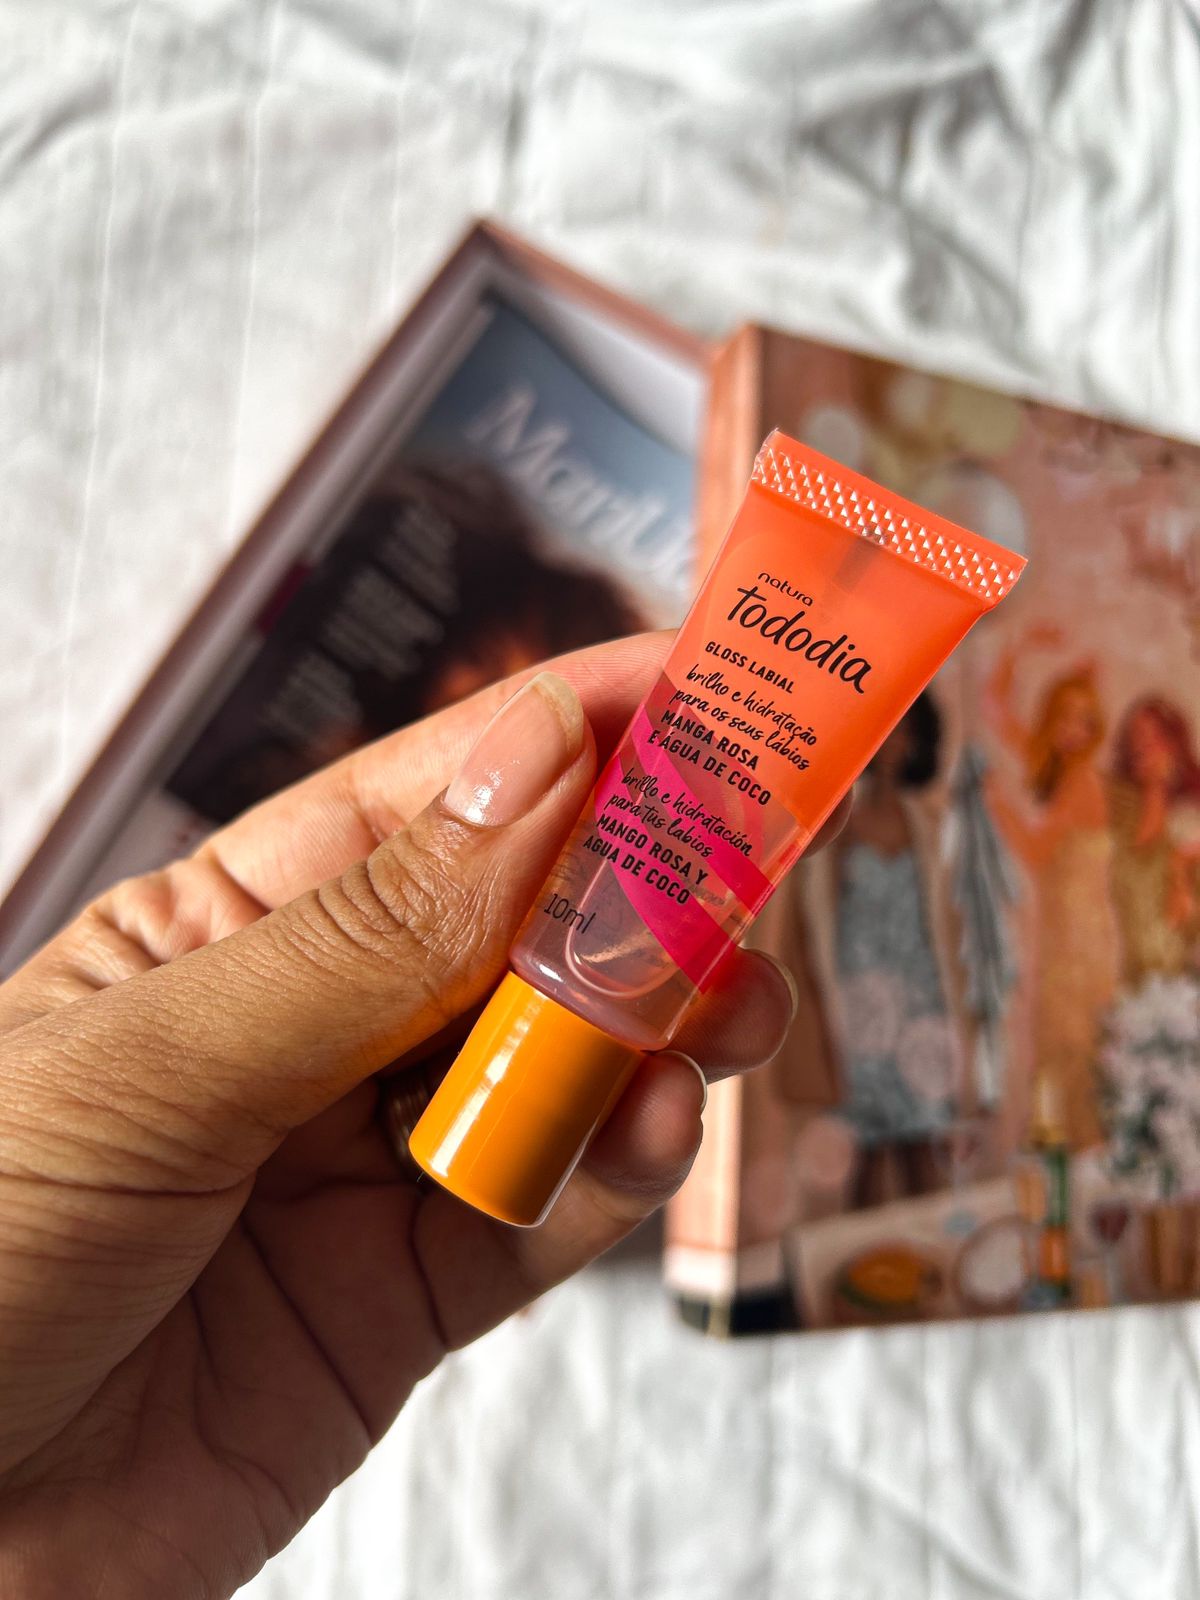 natura
tododia
GLOSS LABIAL
brilho e hidratação
para os seus lábios
MANGA ROSA
E ÁGUA DE COCO
brillo e hidratación
para tus labios
MANGO ROSA Y
AGUA DE COCO
10ml